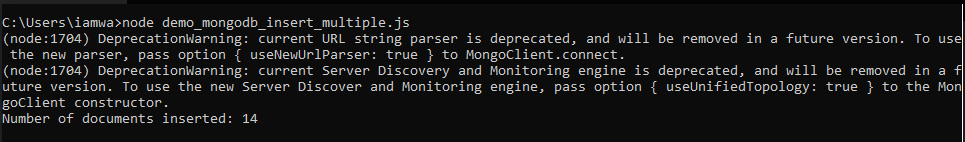 C:\Users\iamwa>node demo_mongodb_insert_multiple.js
(node:1704) DeprecationWarning: current URL string parser is deprecated, and will be removed in a future version. To use
 the new parser, pass option { useNewUrlParser: true } to MongoClient.connect.
(node:1704) DeprecationWarning: current Server Discovery and Monitoring engine is deprecated, and will be removed in a f
uture version. To use the new Server Discover and Monitoring engine, pass option { useUnifiedTopology: true } to the Mon
goClient constructor.
Number of documents inserted: 14